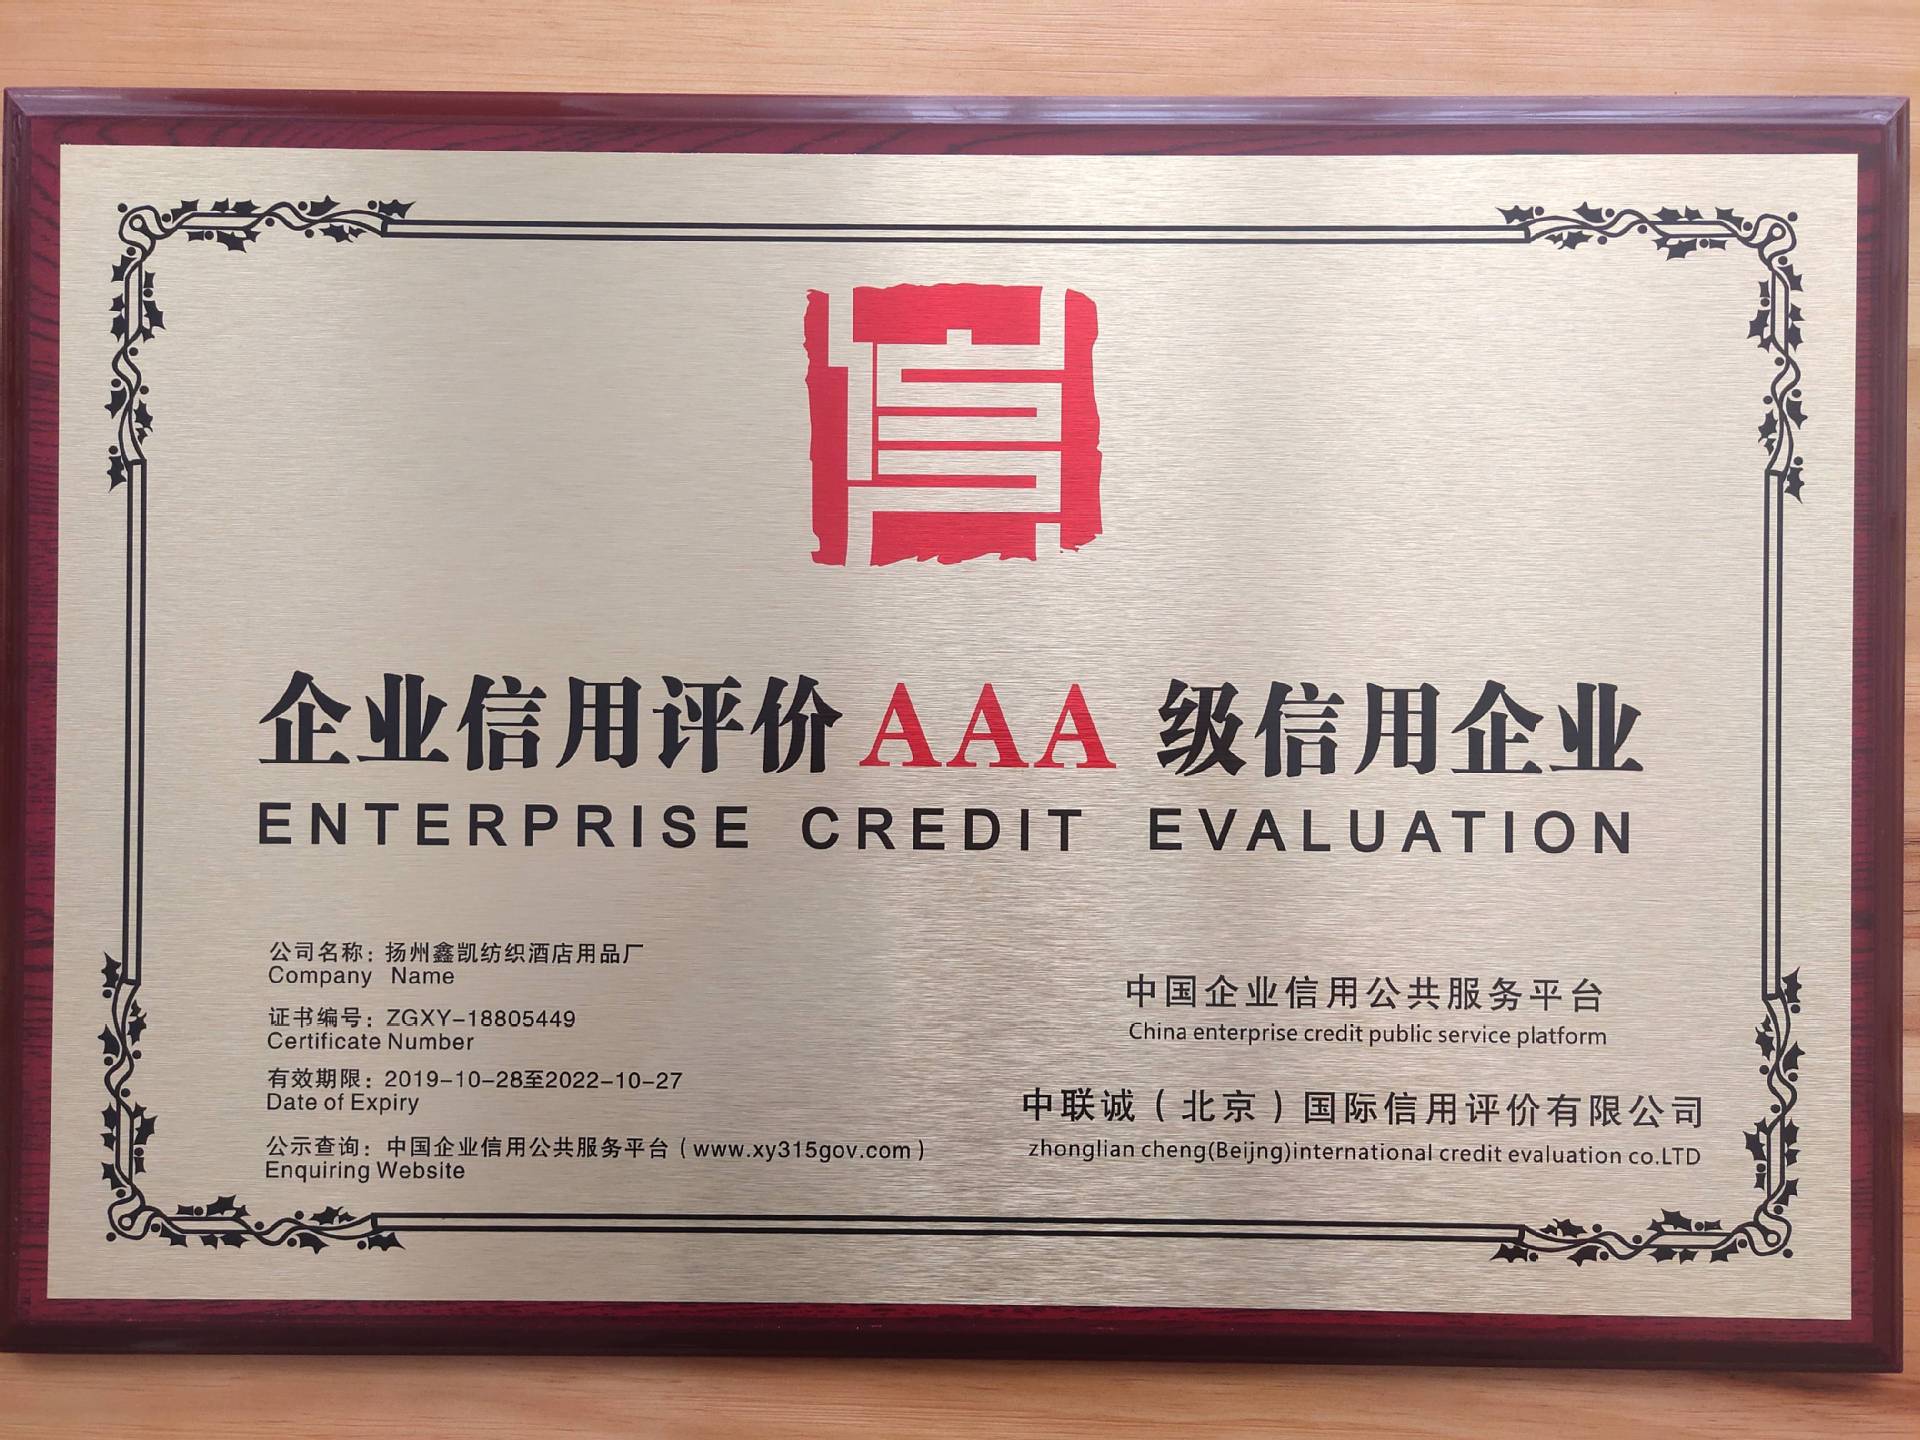 信
企业信用评价AAA级信用企业
ENTERPRISE CREDIT EVALUATION
公司名称：扬州鑫凯纺织酒店用品厂
Company Name
证书编号：ZGXY-18805449
Certificate Number
有效期限：2019-10-28至2022-10-27
Date of Expiry
公示查询：中国企业信用公共服务平台（www.xy315gov.com）
Enquiring Website
中国企业信用公共服务平台
China enterprise credit public service platform
中联诚（北京）国际信用评价有限公司
zhonglian cheng(Beijng)international credit evaluation co.LTD